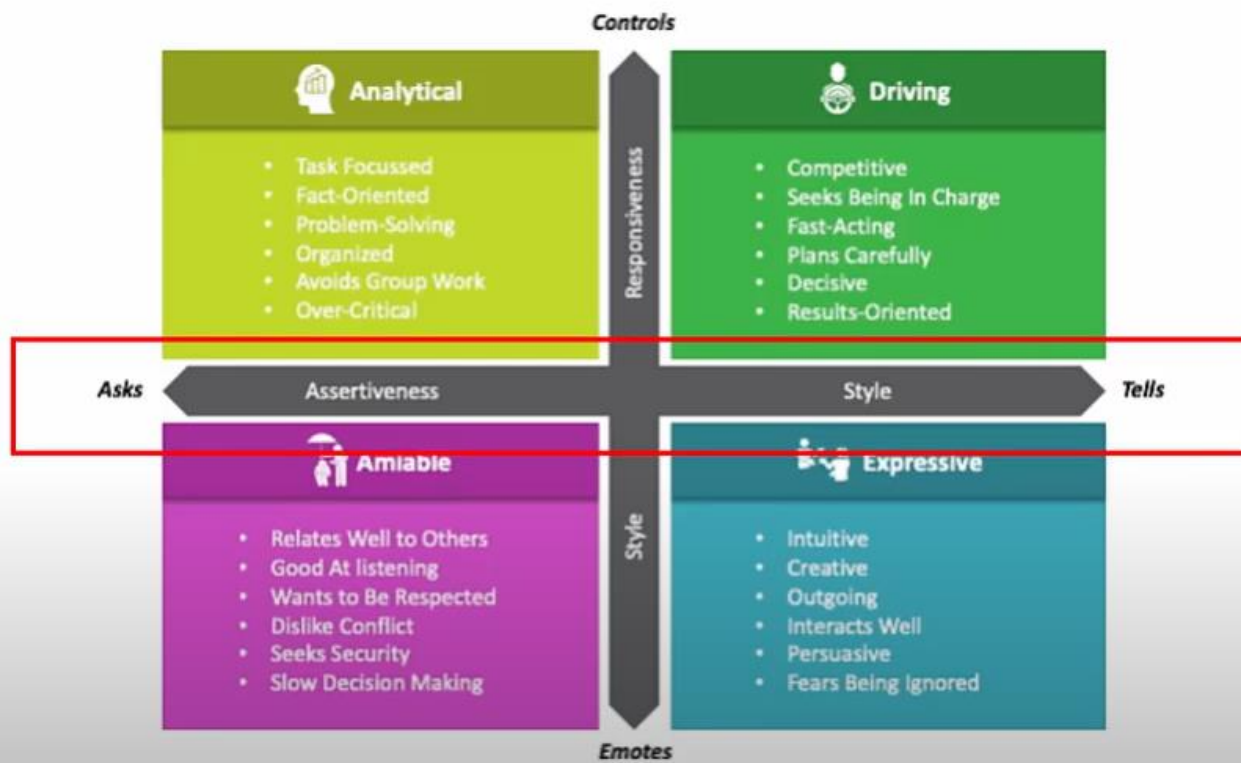 Controls
Analytical
• Task Focussed
• Fact-Oriented
• Problem-Solving
• Organized
• Avoids Group Work
• Over-Critical
Driving
• Competitive
• Seeks Being In Charge
• Fast-Acting
• Plans Carefully
• Decisive
• Results-Oriented
Responsiveness
Style
Asks
Assertiveness
Style
Tells
Amiable
• Relates Well to Others
• Good At listening
• Wants to Be Respected
• Dislike Conflict
• Seeks Security
• Slow Decision Making
Expressive
• Intuitive
• Creative
• Outgoing
• Interacts Well
• Persuasive
• Fears Being Ignored
Emotes